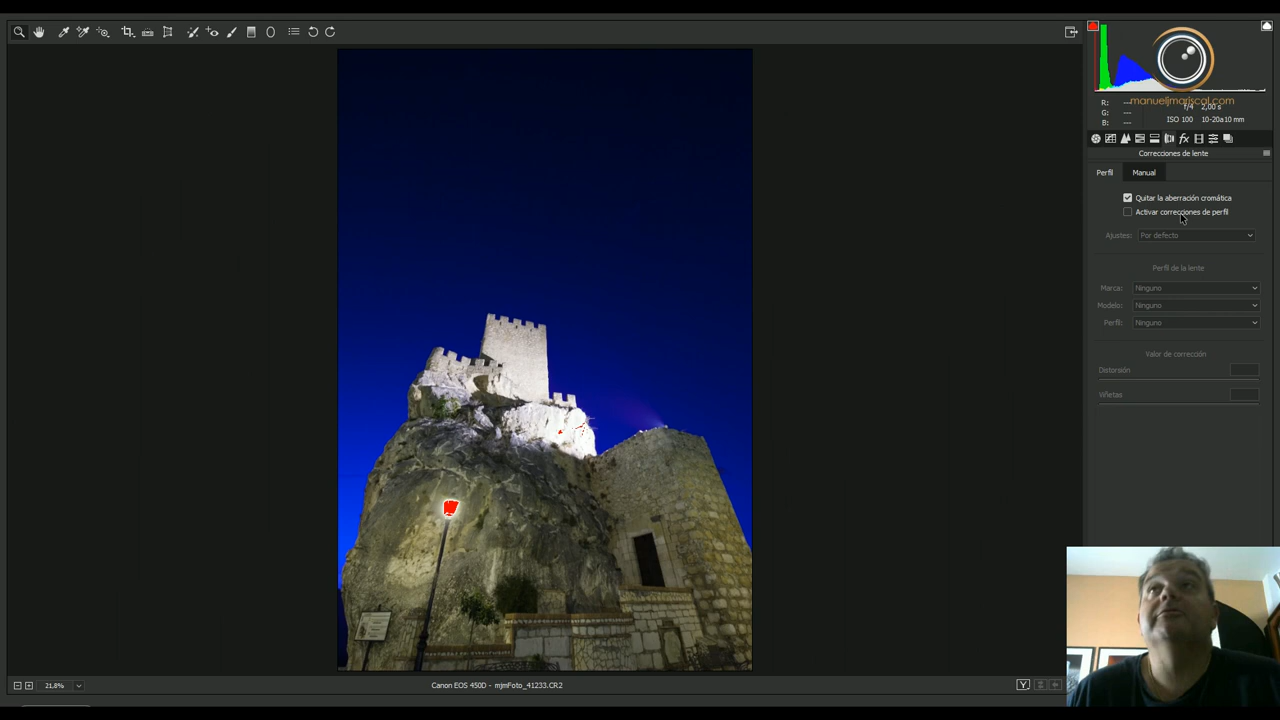 manueljmariscal.com
R: ---
G: ---
B: ---
f/4 2,00 s
ISO 100 10-20a10 mm
fx
Correcciones de lente
Perfil Manual
Quitar la aberración cromática
Activar correcciones de perfil
Ajustes: Por defecto
Perfil de la lente
Marca: Ninguno
Modelo: Ninguno
Perfil: Ninguno
Valor de corrección
Distorsión
Viñetas
21,8%
Canon EOS 450D - mjmFoto_41233.CR2
Y